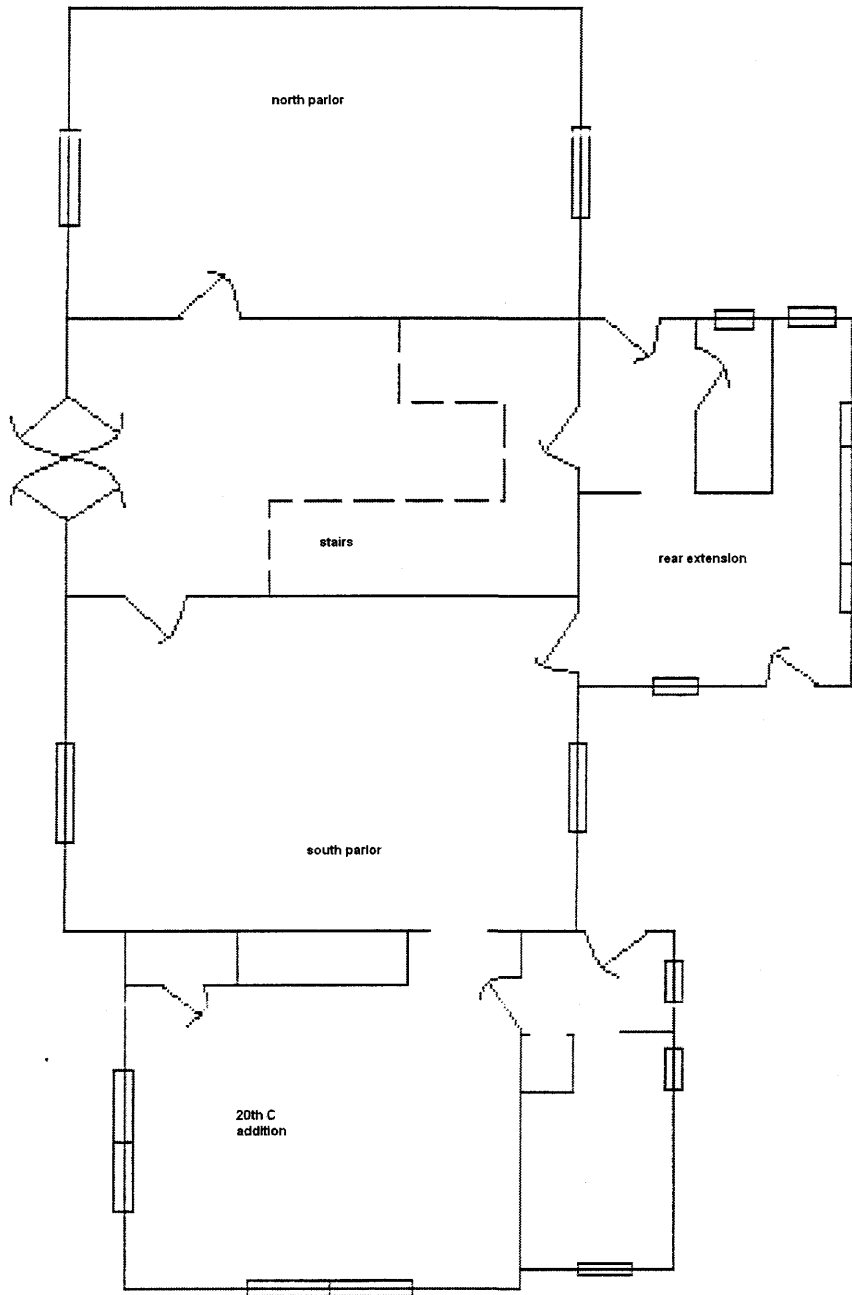 north parlor
stairs
rear extension
south parlor
20th C
addition